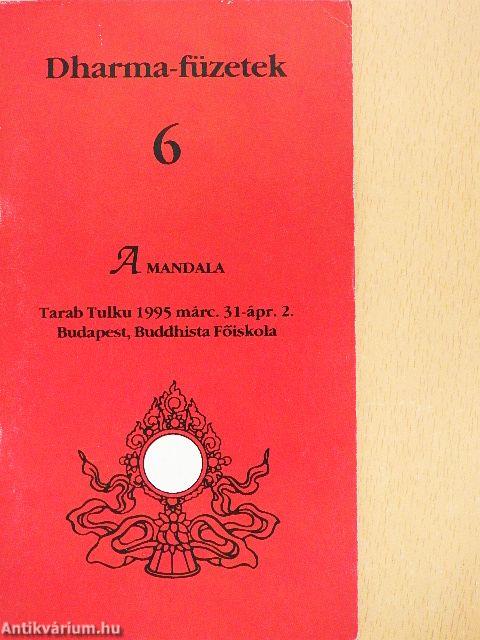 Dharma-füzetek
6
A MANDALA
Tarab Tulku 1995 márc. 31-ápr. 2.
Budapest, Buddhista Főiskola
Antikvárium.hu